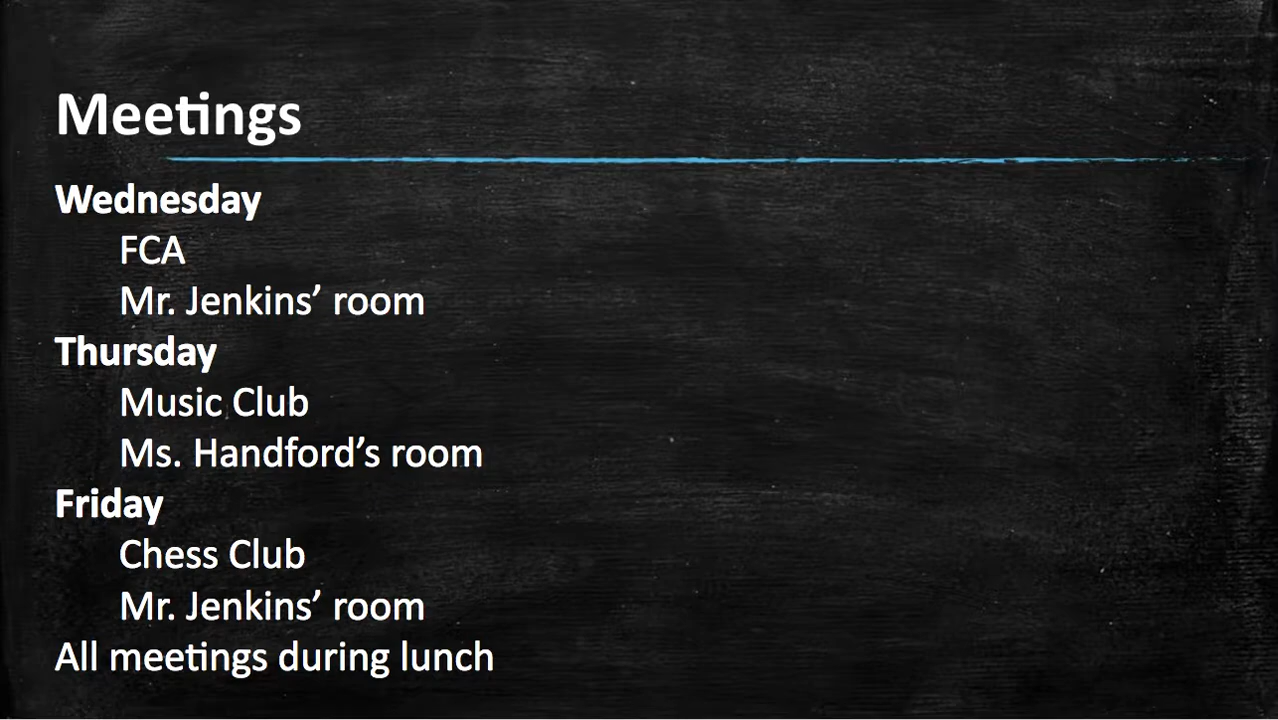 Meetings
Wednesday
FCA
Mr. Jenkins’ room
Thursday
Music Club
Ms. Handford’s room
Friday
Chess Club
Mr. Jenkins’ room
All meetings during lunch